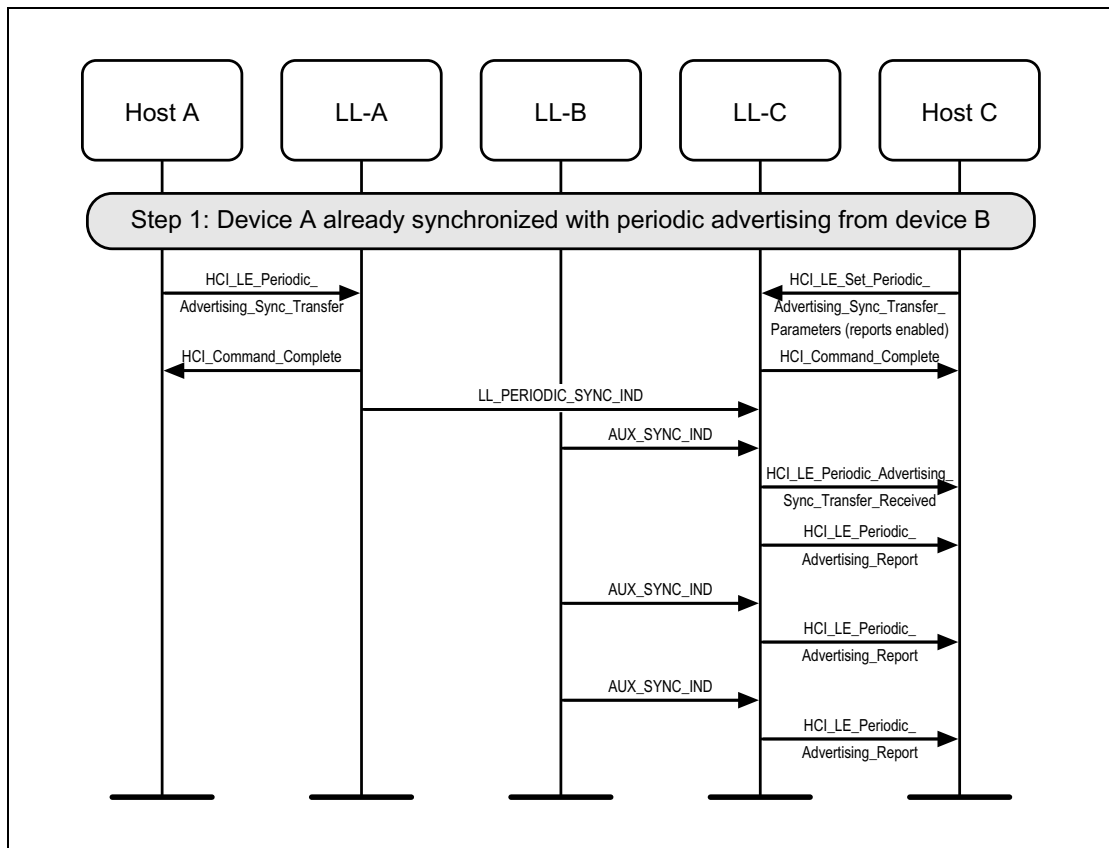 Host A
LL-A
LL-B
LL-C
Host C
Step 1: Device A already synchronized with periodic advertising from device B
HCI_LE_Periodic_
Advertising_Sync_Transfer
HCI_LE_Set_Periodic_
Advertising_Sync_Transfer_
Parameters (reports enabled)
HCI_Command_Complete
HCI_Command_Complete
LL_PERIODIC_SYNC_IND
AUX_SYNC_IND
HCI_LE_Periodic_Advertising_
Sync_Transfer_Received
HCI_LE_Periodic_
Advertising_Report
AUX_SYNC_IND
HCI_LE_Periodic_
Advertising_Report
AUX_SYNC_IND
HCI_LE_Periodic_
Advertising_Report